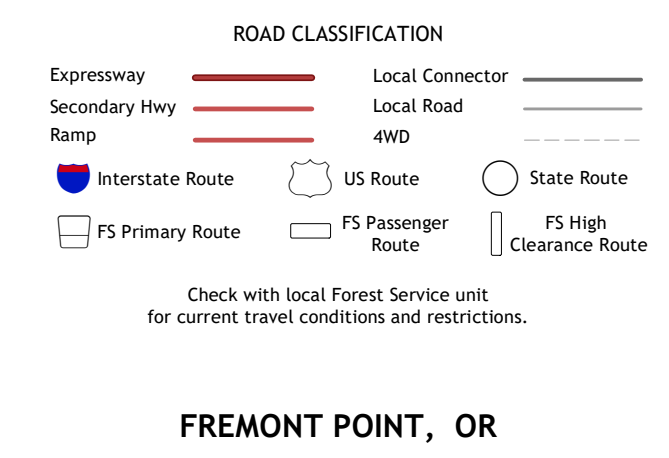 ROAD CLASSIFICATION
Expressway
Local Connector
Secondary Hwy
Local Road
Ramp
4WD
Interstate Route
US Route
State Route
FS Primary Route
FS Passenger
Route
FS High
Clearance Route
Check with local Forest Service unit
for current travel conditions and restrictions.
FREMONT POINT, OR